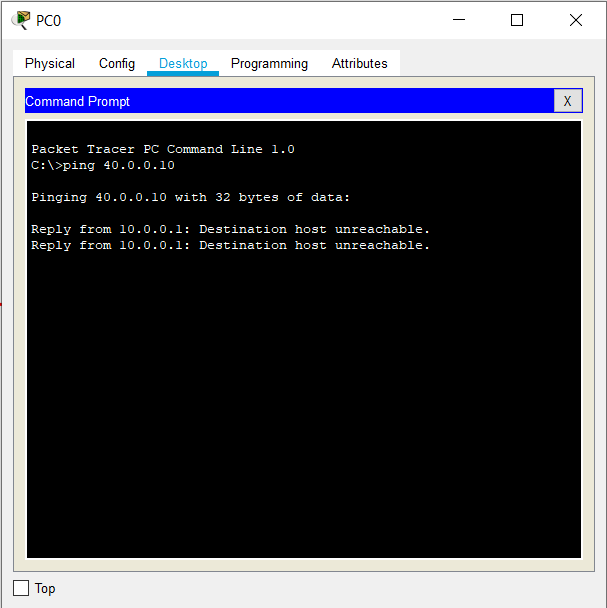 PC0
Physical Config Desktop Programming Attributes
Command Prompt X
Packet Tracer PC Command Line 1.0
C:\>ping 40.0.0.10
Pinging 40.0.0.10 with 32 bytes of data:
Reply from 10.0.0.1: Destination host unreachable.
Reply from 10.0.0.1: Destination host unreachable.
Top